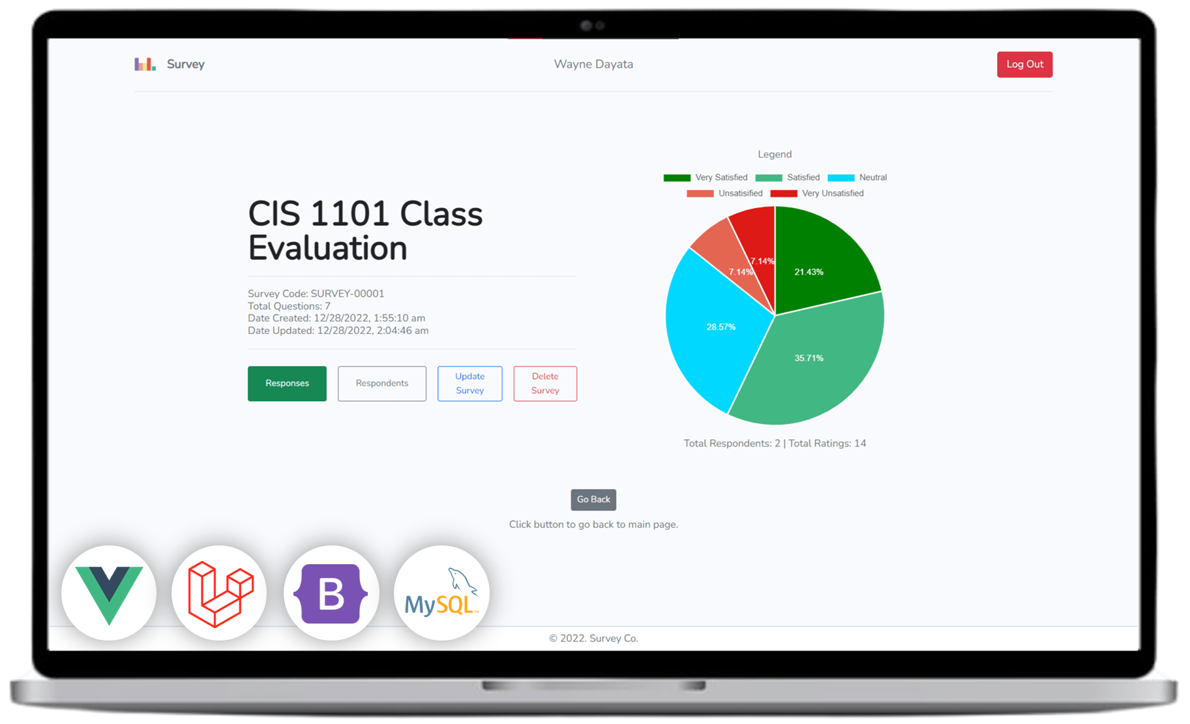 Survey
Wayne Dayata
Log Out
CIS 1101 Class
Evaluation
Survey Code: SURVEY-00001
Total Questions: 7
Date Created: 12/28/2022, 1:55:10 am
Date Updated: 12/28/2022, 2:04:46 am
Responses
Respondents
Update
Survey
Delete
Survey
Legend
Very Satisfied Satisfied Neutral
Unsatisified Very Unsatisfied
7.14%
7.14%
21.43%
28.57%
35.71%
Total Respondents: 2 | Total Ratings: 14
Go Back
Click button to go back to main page.
B
MySQL™
© 2022. Survey Co.